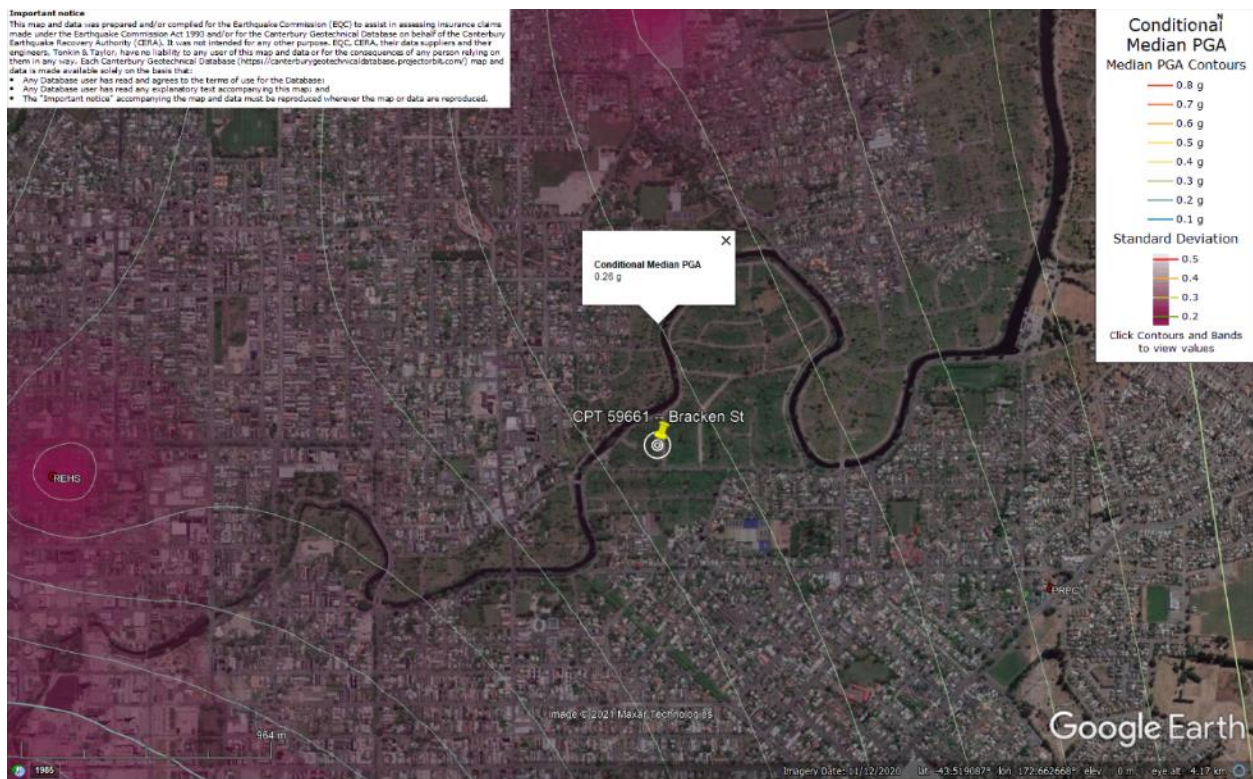 Important notice
This map and data was prepared and/or compiled for the Earthquake Commission (EQC) to assist in assessing insurance claims
made under the Earthquake Commission Act 1993 and/or for the Canterbury Geotechnical Database on behalf of the Canterbury
Earthquake Recovery Authority (CERA). It was not intended for any other purpose. EQC, CERA, their data suppliers and their
engineers, Tonkin & Taylor, have no liability to any user of this map and data or for the consequences of any person relying on
them in any way. Each Canterbury Geotechnical Database (https://canterburygeotechnicaldatabase.projectorbit.com/) map and
data is made available solely on the basis that:
• Any Database user has read and agrees to the terms of use for the Database;
• Any Database user has read any explanatory text accompanying this map; and
• The "Important notice" accompanying the map and data must be reproduced wherever the map or data are reproduced.
N
Conditional
Median PGA
Median PGA Contours
0.8 g
0.7 g
0.6 g
0.5 g
0.4 g
0.3 g
0.2 g
0.1 g
Standard Deviation
0.5
0.4
0.3
0.2
Click Contours and Bands
to view values
Conditional Median PGA
0.26 g
CPT 59661 -- Bracken St
REHS
PRPC
Image © 2021 Maxar Technologies
964 m
Google Earth
1985
Imagery Date: 11/12/2020 lat -43.519087° lon 172.662668° elev 0 m eye alt 4.17 km